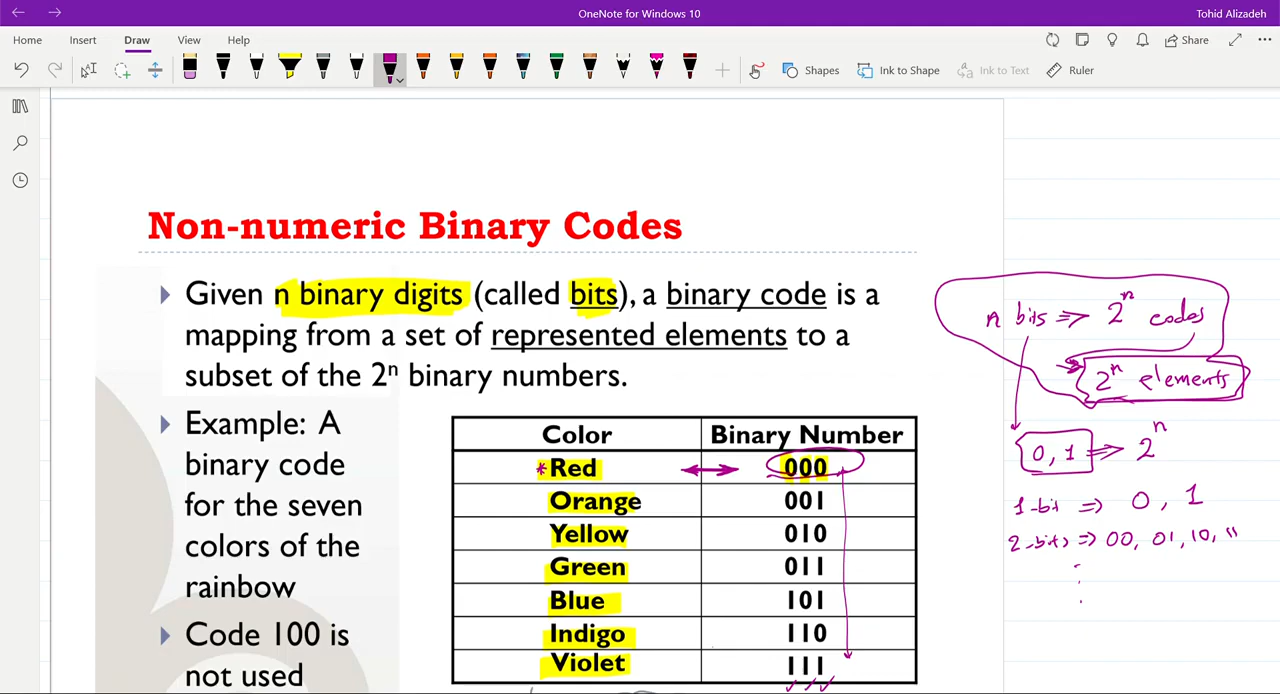 OneNote for Windows 10
Tohid Alizadeh
Home Insert Draw View Help
Share
Shapes Ink to Shape Ink to Text Ruler
Non-numeric Binary Codes
Given n binary digits (called bits), a binary code is a
mapping from a set of represented elements to a
subset of the 2ⁿ binary numbers.
Example: A
binary code
for the seven
colors of the
rainbow
Code 100 is
not used
Color Binary Number
*Red ↔ 000
Orange 001
Yellow 010
Green 011
Blue 101
Indigo 110
Violet 111
n bits ⇒ 2ⁿ codes
2ⁿ elements
0, 1 ⇒ 2ⁿ
1-bit ⇒ 0, 1
2-bits ⇒ 00, 01, 10, 11